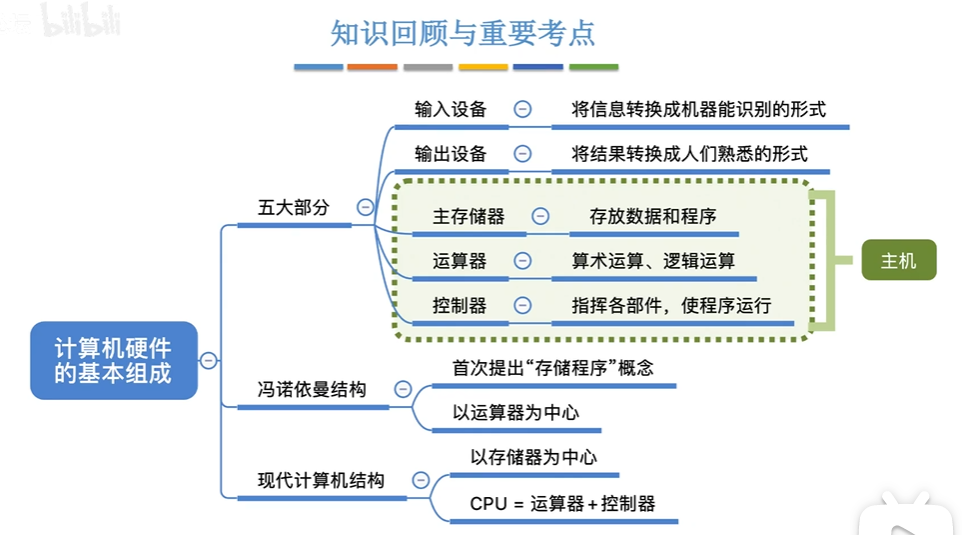 bilibili
知识回顾与重要考点
输入设备
将信息转换成机器能识别的形式
输出设备
将结果转换成人们熟悉的形式
五大部分
主存储器
存放数据和程序
运算器
算术运算、逻辑运算
主机
控制器
指挥各部件，使程序运行
计算机硬件
的基本组成
冯诺依曼结构
首次提出“存储程序”概念
以运算器为中心
现代计算机结构
以存储器为中心
CPU = 运算器+控制器